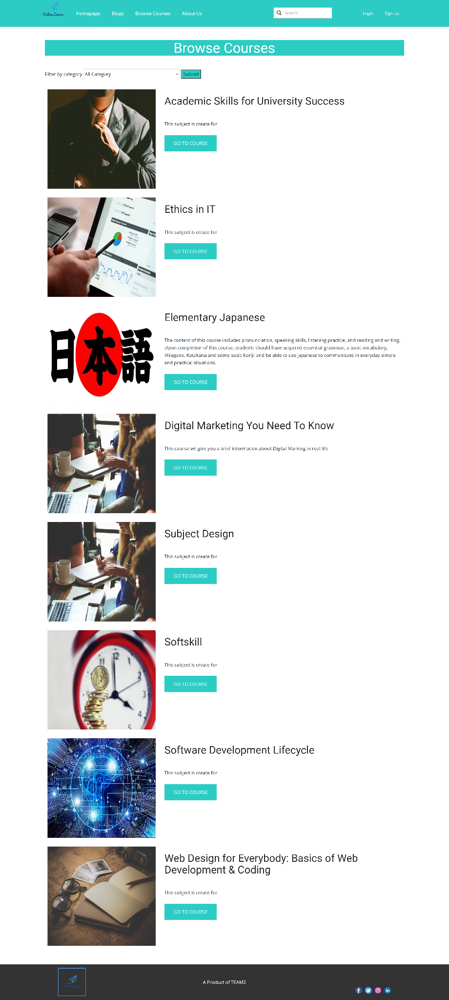 Online Learn
Homepage Blogs Browse Courses About Us Search Login Sign up
Browse Courses
Filter by category All Category Submit
Academic Skills for University Success
This subject is create for
GO TO COURSE
Ethics in IT
This subject is create for
GO TO COURSE
日本語
Elementary Japanese
The content of this course includes pronunciation, speaking skills, listening practice, and reading and writing.
Upon completion of this course, students should have acquired essential grammar, a basic vocabulary,
Hiragana, Katakana and some basic Kanji, and be able to use Japanese to communicate in everyday simple
and practical situations.
GO TO COURSE
Digital Marketing You Need To Know
This course wil give you a brief information about Digital Marking in real life
GO TO COURSE
Subject Design
This subject is create for
GO TO COURSE
11 12 1 2 3 4 5 9
Softskill
This subject is create for
GO TO COURSE
Software Development Lifecycle
This subject is create for
GO TO COURSE
Web Design for Everybody: Basics of Web
Development & Coding
This subject is create for
GO TO COURSE
Online Learn
A Product of TEAM2